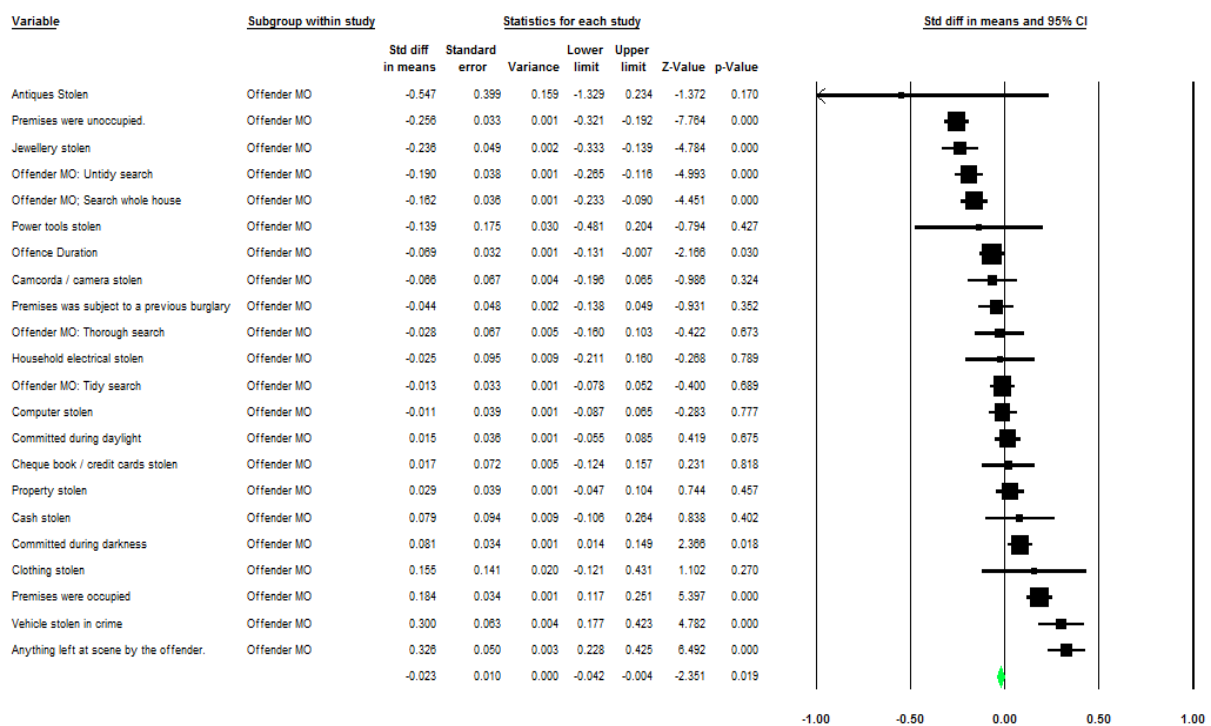 Variable Subgroup within study Statistics for each study Std diff in means and 95% CI
Std diff Standard Lower Upper
in means error Variance limit limit Z-Value p-Value
Antiques Stolen Offender MO -0.547 0.399 0.159 -1.329 0.234 -1.372 0.170
Premises were unoccupied. Offender MO -0.256 0.033 0.001 -0.321 -0.192 -7.764 0.000
Jewellery stolen Offender MO -0.236 0.049 0.002 -0.333 -0.139 -4.784 0.000
Offender MO: Untidy search Offender MO -0.190 0.038 0.001 -0.265 -0.116 -4.993 0.000
Offender MO; Search whole house Offender MO -0.162 0.036 0.001 -0.233 -0.090 -4.451 0.000
Power tools stolen Offender MO -0.139 0.175 0.030 -0.481 0.204 -0.794 0.427
Offence Duration Offender MO -0.069 0.032 0.001 -0.131 -0.007 -2.166 0.030
Camcorda / camera stolen Offender MO -0.066 0.067 0.004 -0.196 0.065 -0.986 0.324
Premises was subject to a previous burglary Offender MO -0.044 0.048 0.002 -0.138 0.049 -0.931 0.352
Offender MO: Thorough search Offender MO -0.028 0.067 0.005 -0.160 0.103 -0.422 0.673
Household electrical stolen Offender MO -0.025 0.095 0.009 -0.211 0.160 -0.268 0.789
Offender MO: Tidy search Offender MO -0.013 0.033 0.001 -0.078 0.052 -0.400 0.689
Computer stolen Offender MO -0.011 0.039 0.001 -0.087 0.065 -0.283 0.777
Committed during daylight Offender MO 0.015 0.036 0.001 -0.055 0.085 0.419 0.675
Cheque book / credit cards stolen Offender MO 0.017 0.072 0.005 -0.124 0.157 0.231 0.818
Property stolen Offender MO 0.029 0.039 0.001 -0.047 0.104 0.744 0.457
Cash stolen Offender MO 0.079 0.094 0.009 -0.106 0.264 0.838 0.402
Committed during darkness Offender MO 0.081 0.034 0.001 0.014 0.149 2.366 0.018
Clothing stolen Offender MO 0.155 0.141 0.020 -0.121 0.431 1.102 0.270
Premises were occupied Offender MO 0.184 0.034 0.001 0.117 0.251 5.397 0.000
Vehicle stolen in crime Offender MO 0.300 0.063 0.004 0.177 0.423 4.782 0.000
Anything left at scene by the offender. Offender MO 0.326 0.050 0.003 0.228 0.425 6.492 0.000
-0.023 0.010 0.000 -0.042 -0.004 -2.351 0.019
-1.00 -0.50 0.00 0.50 1.00